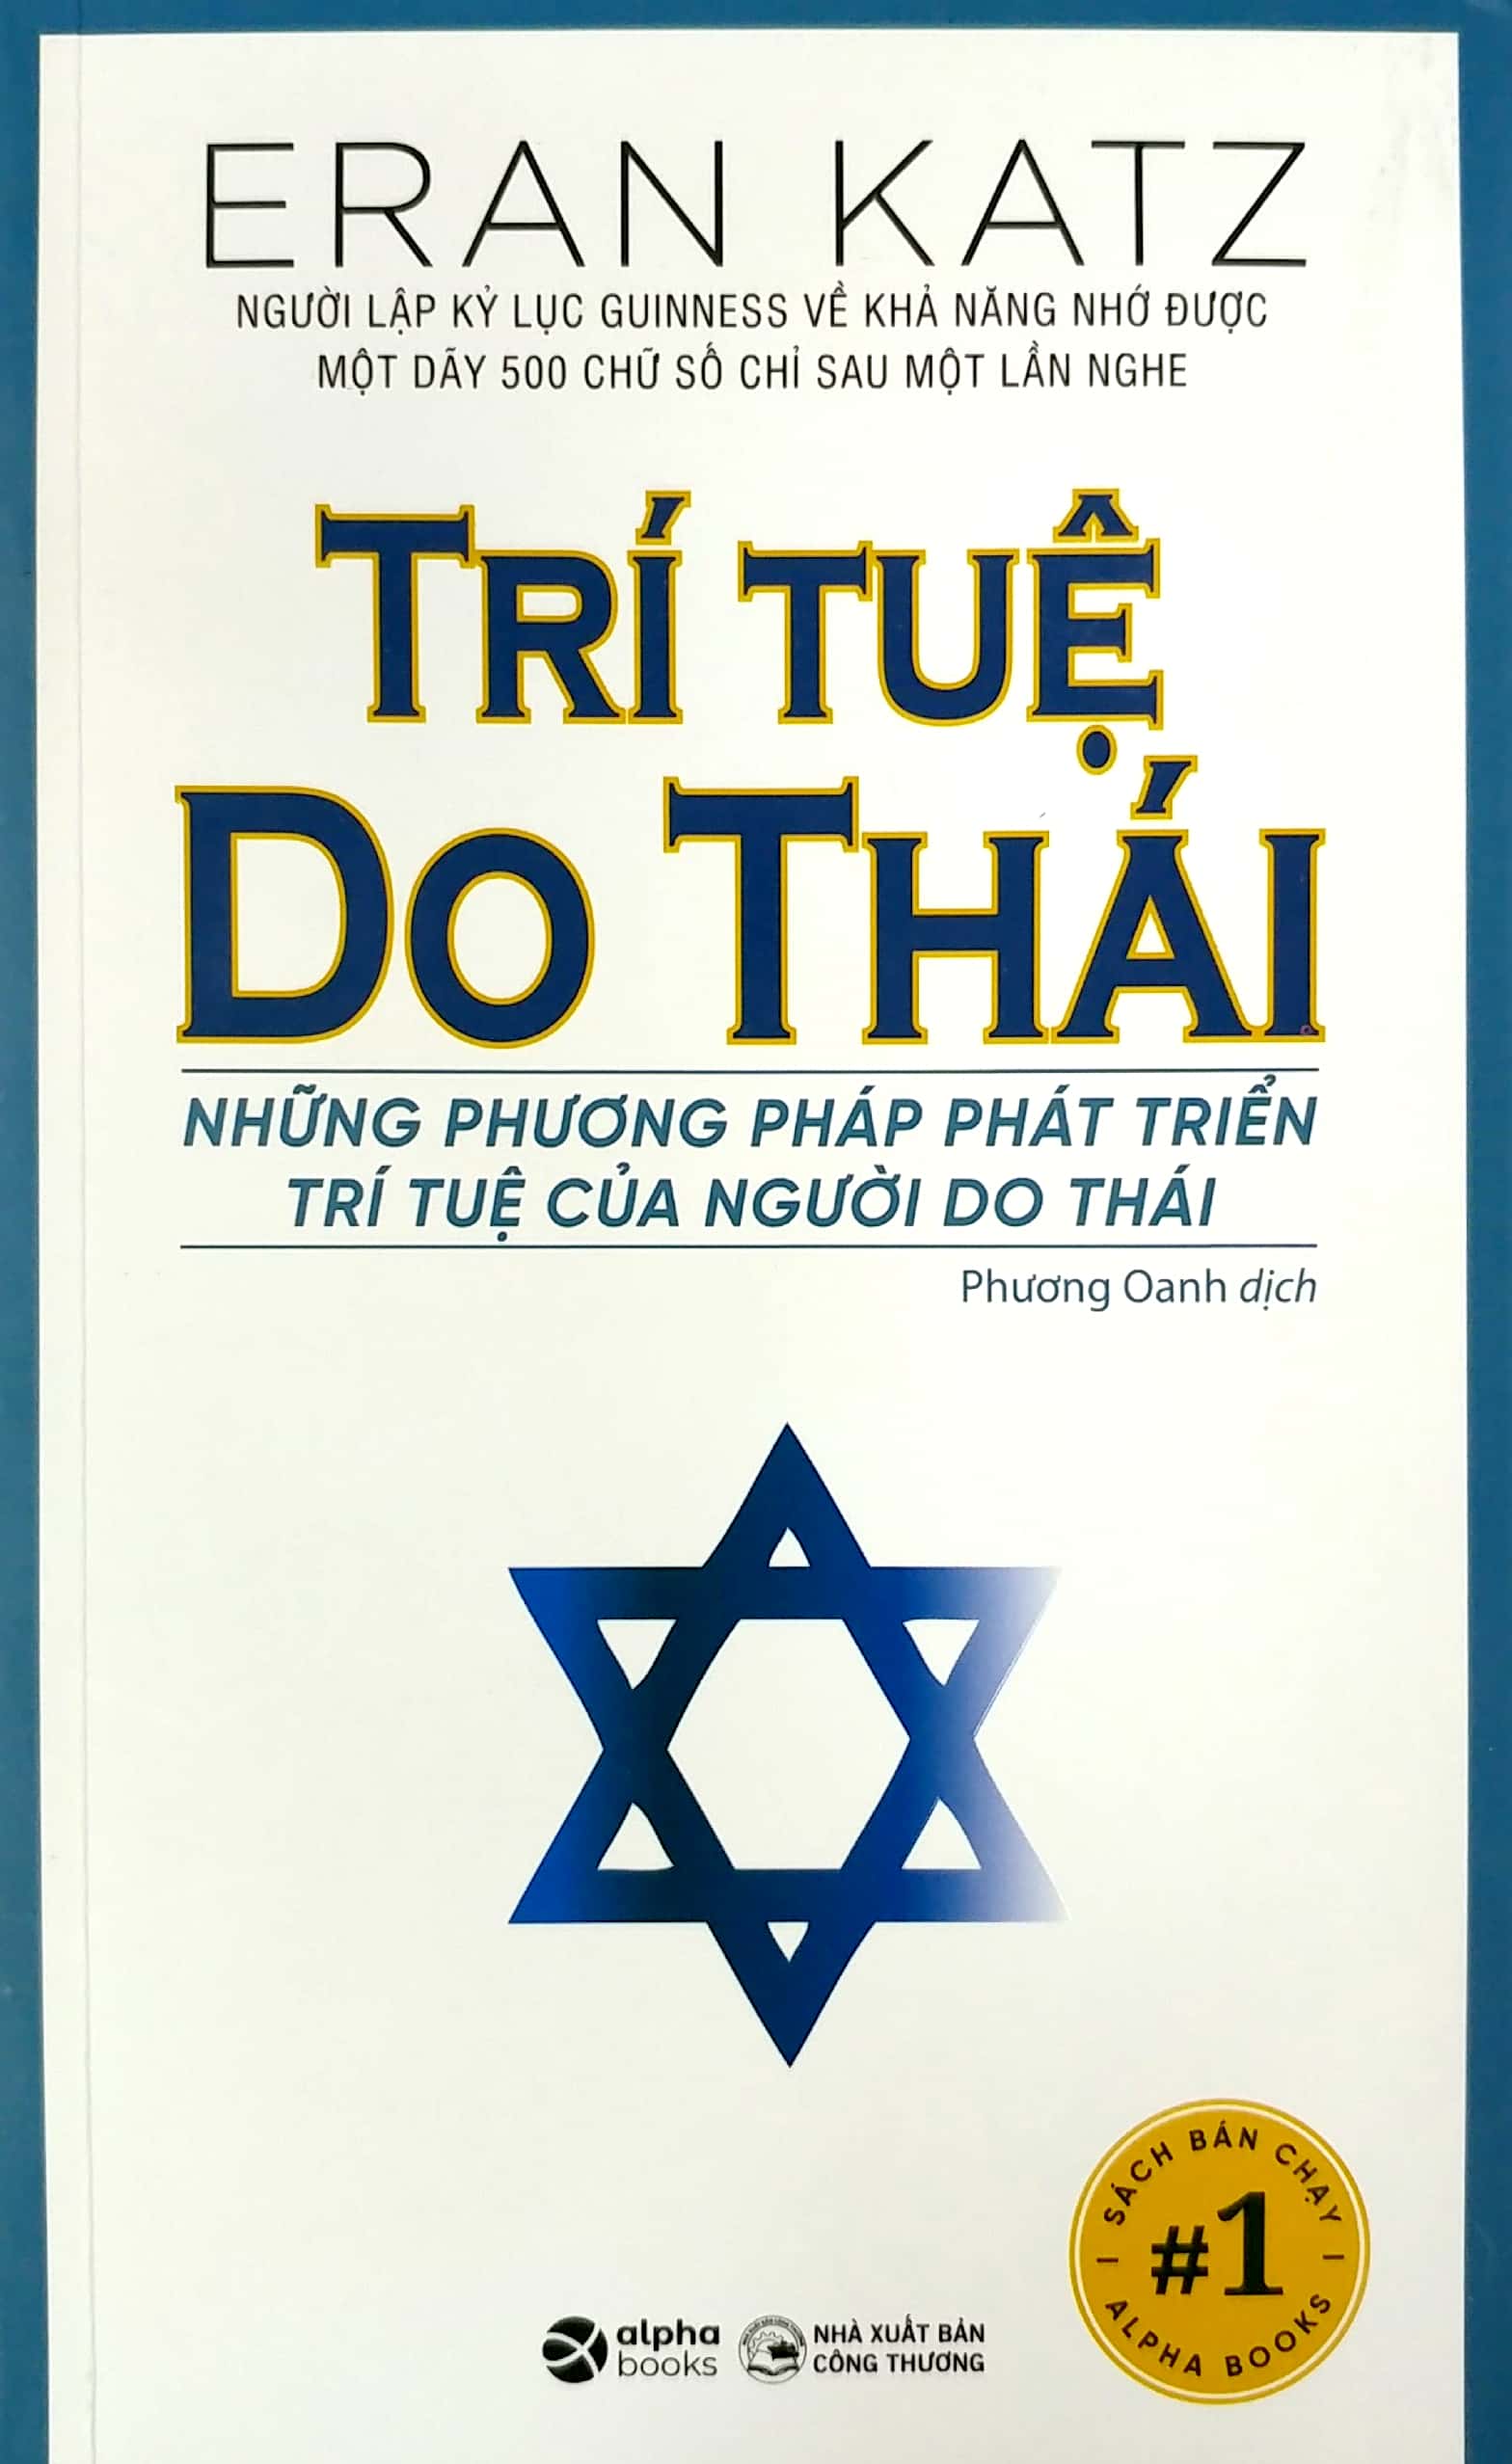 ERAN KATZ
NGƯỜI LẬP KỶ LỤC GUINNESS VỀ KHẢ NĂNG NHỚ ĐƯỢC
MỘT DÃY 500 CHỮ SỐ CHỈ SAU MỘT LẦN NGHE
TRÍ TUỆ
DO THÁI
NHỮNG PHƯƠNG PHÁP PHÁT TRIỂN
TRÍ TUỆ CỦA NGƯỜI DO THÁI
Phương Oanh dịch
SÁCH BÁN CHẠY
#1
ALPHA BOOKS
alpha
books
NHÀ XUẤT BẢN
CÔNG THƯƠNG